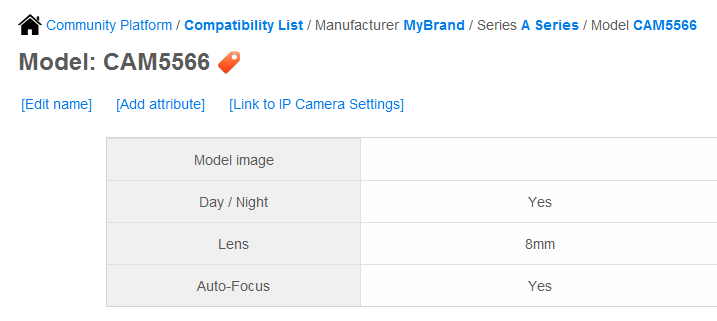 Community Platform / Compatibility List / Manufacturer MyBrand / Series A Series / Model CAM5566
Model: CAM5566
[Edit name] [Add attribute] [Link to IP Camera Settings]
Model image
Day / Night Yes
Lens 8mm
Auto-Focus Yes